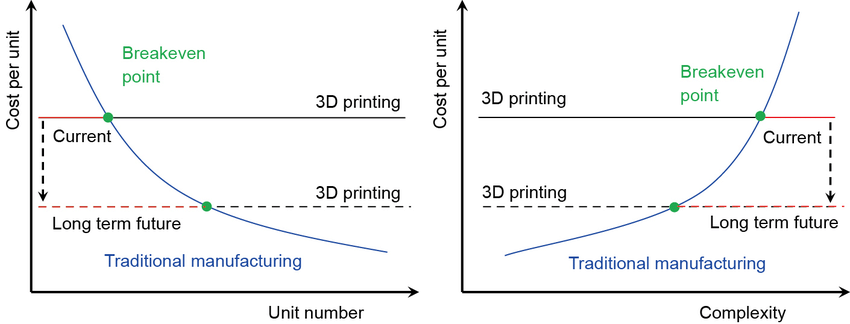 Cost per unit
Breakeven
point
3D printing
Current
3D printing
Long term future
Traditional manufacturing
Unit number
Cost per unit
Breakeven
point
3D printing
Current
3D printing
Long term future
Traditional manufacturing
Complexity